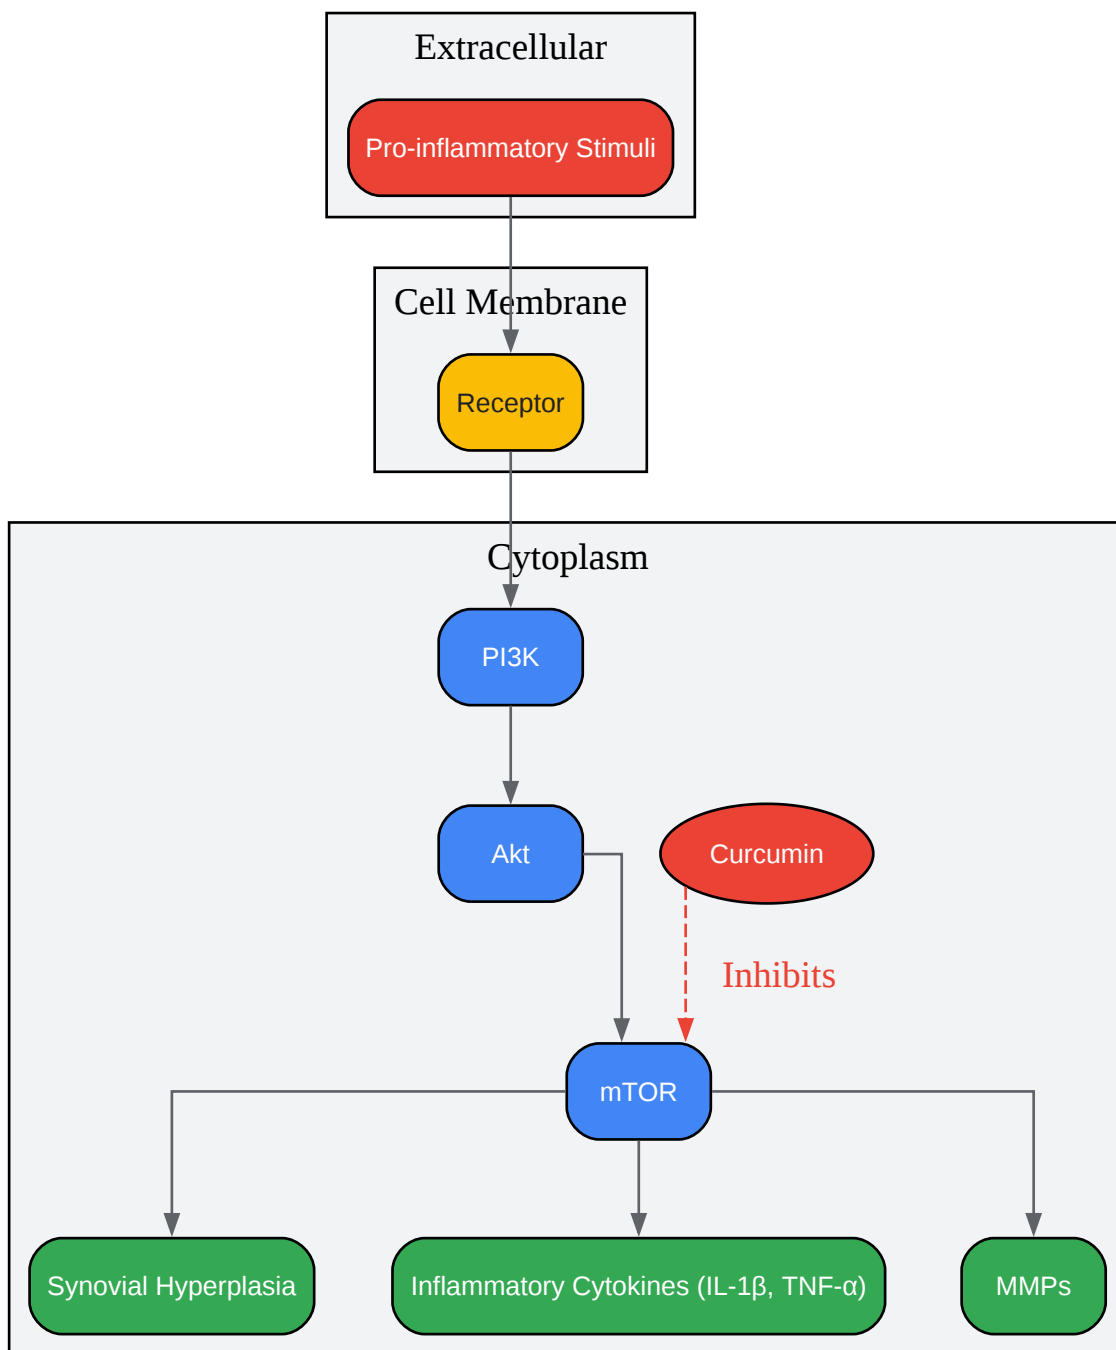 Extracellular
Pro-inflammatory Stimuli
Cell Membrane
Receptor
Cytoplasm
PI3K
Akt
Curcumin
Inhibits
mTOR
Synovial Hyperplasia
Inflammatory Cytokines (IL-1β, TNF-α)
MMPs